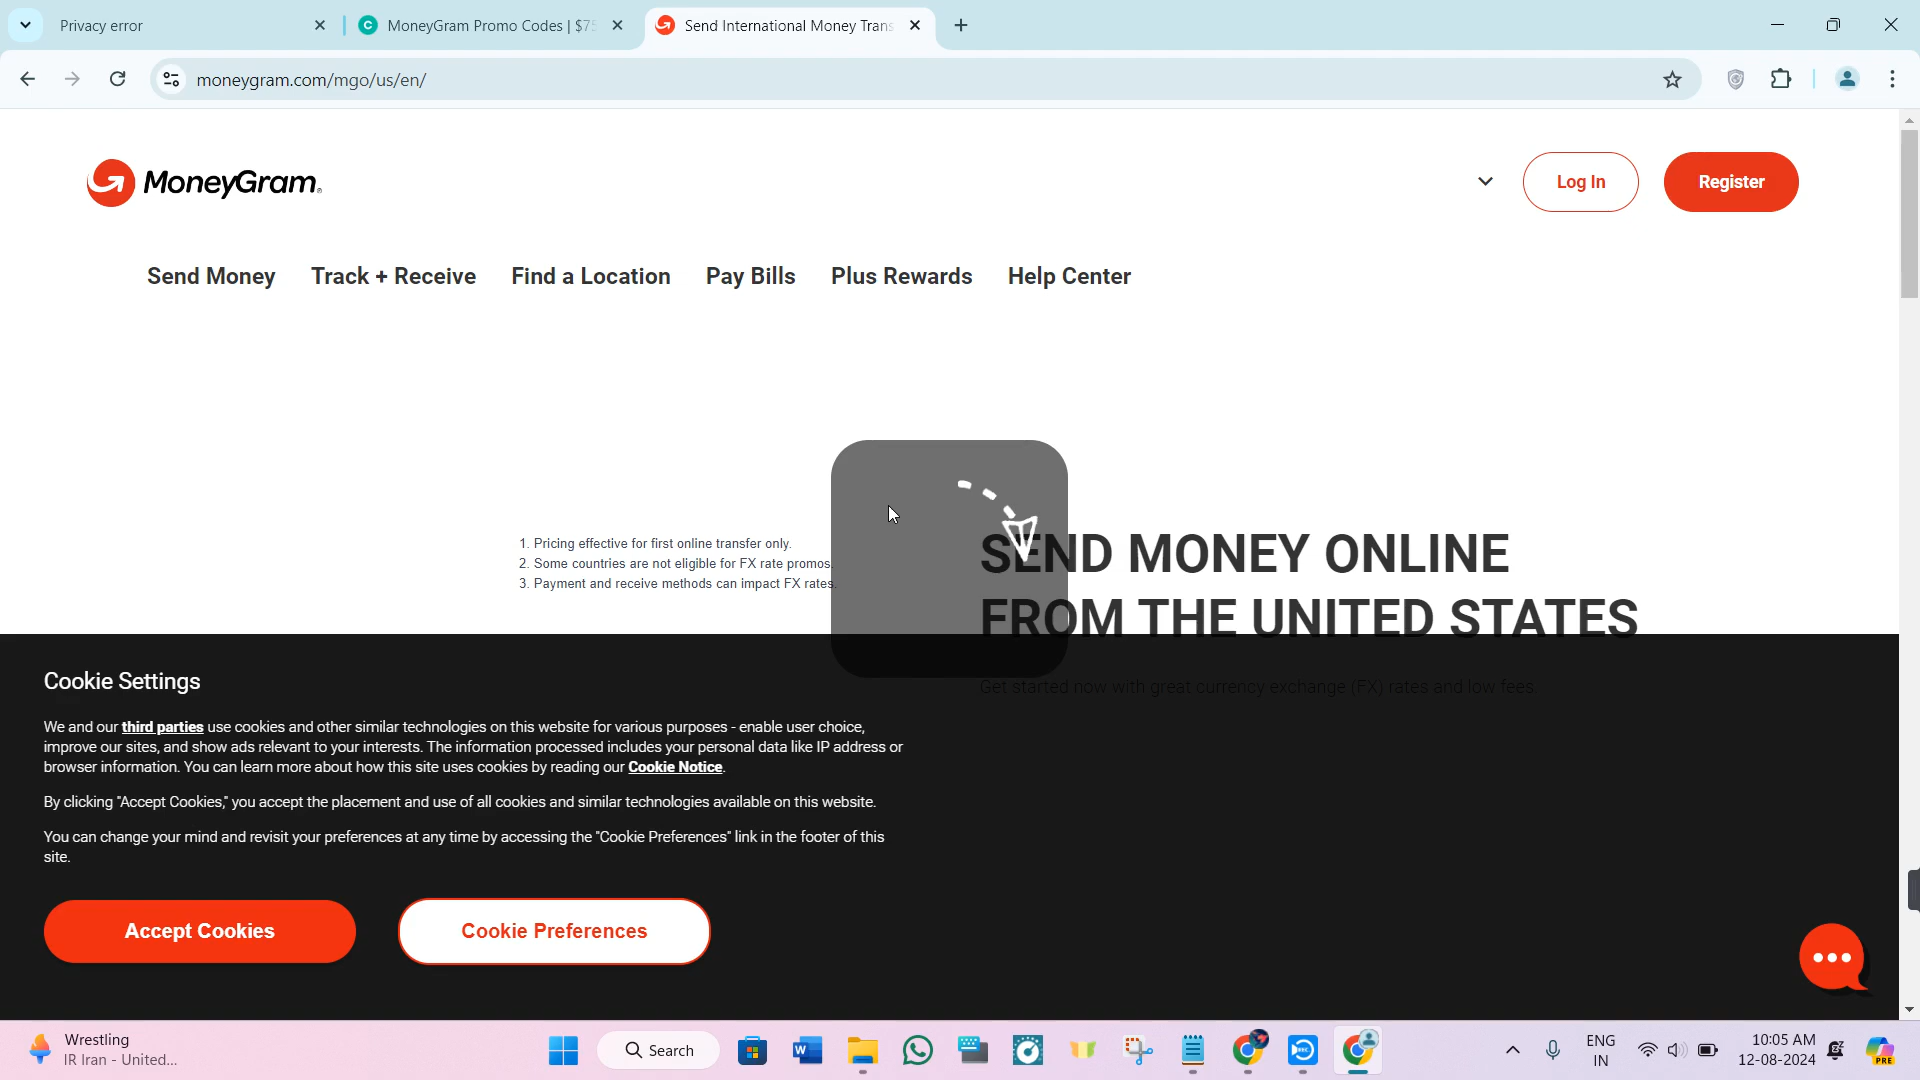 Privacy error
MoneyGram Promo Codes | $75
Send International Money Trans
moneygram.com/mgo/us/en/
MoneyGram
Log In
Register
Send Money
Track + Receive
Find a Location
Pay Bills
Plus Rewards
Help Center
1. Pricing effective for first online transfer only.
2. Some countries are not eligible for FX rate promos.
3. Payment and receive methods can impact FX rates.
SEND MONEY ONLINE
FROM THE UNITED STATES
Get started now with great currency exchange (FX) rates and low fees
Cookie Settings
We and our third parties use cookies and other similar technologies on this website for various purposes - enable user choice,
improve our sites, and show ads relevant to your interests. The information processed includes your personal data like IP address or
browser information. You can learn more about how this site uses cookies by reading our Cookie Notice.
By clicking "Accept Cookies," you accept the placement and use of all cookies and similar technologies available on this website.
You can change your mind and revisit your preferences at any time by accessing the "Cookie Preferences" link in the footer of this
site.
Accept Cookies
Cookie Preferences
Wrestling
IR Iran - United...
Search
ENG
IN
10:05 AM
12-08-2024
PRE